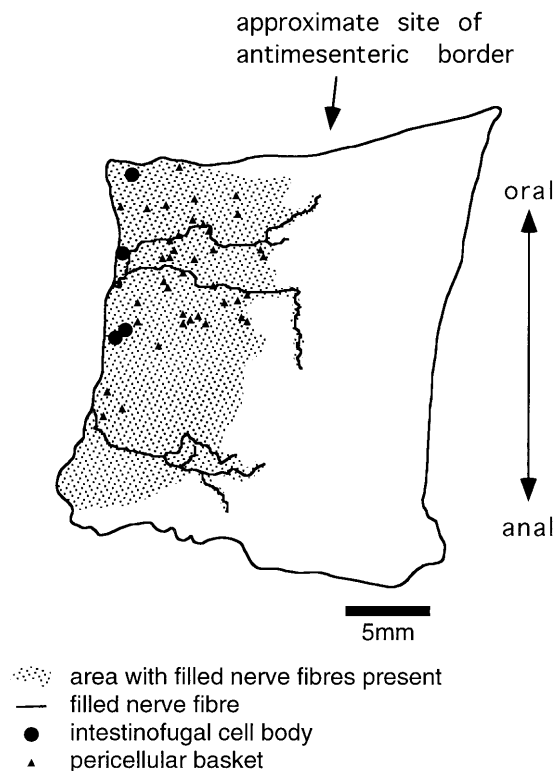 approximate site of
antimesenteric border
oral
anal
5mm
area with filled nerve fibres present
filled nerve fibre
intestinofugal cell body
pericellular basket